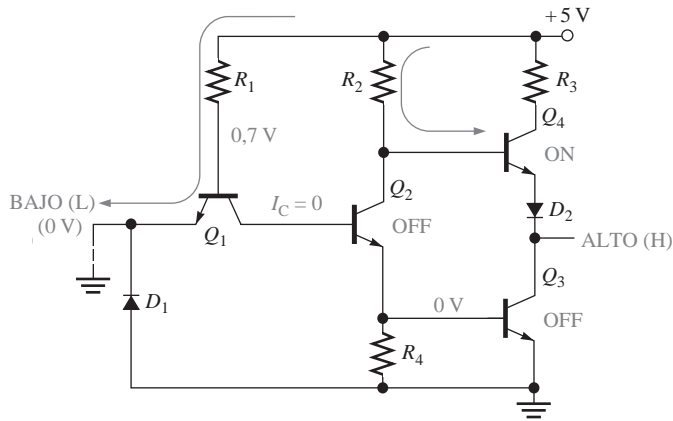 +5 V
R1
R2
R3
Q4
0,7 V
ON
BAJO (L)
(0 V)
IC = 0
Q2
D2
Q1
OFF
ALTO (H)
Q3
D1
0 V
OFF
R4